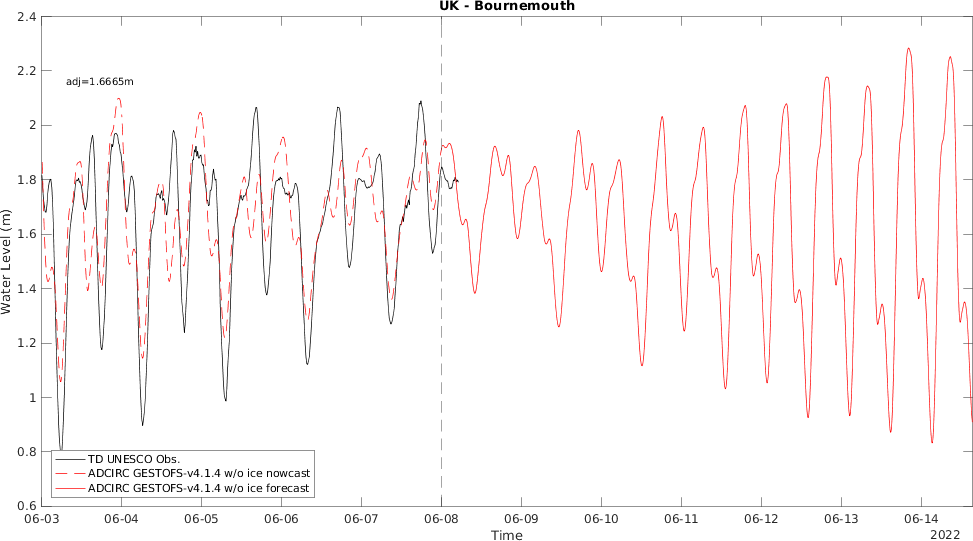 UK - Bournemouth
2.4
2.2
2
1.8
1.6
1.4
1.2
1
0.8
0.6
Water Level (m)
adj=1.6665m
TD UNESCO Obs.
ADCIRC GESTOFS-v4.1.4 w/o ice nowcast
ADCIRC GESTOFS-v4.1.4 w/o ice forecast
06-03 06-04 06-05 06-06 06-07 06-08 06-09 06-10 06-11 06-12 06-13 06-14
Time
2022